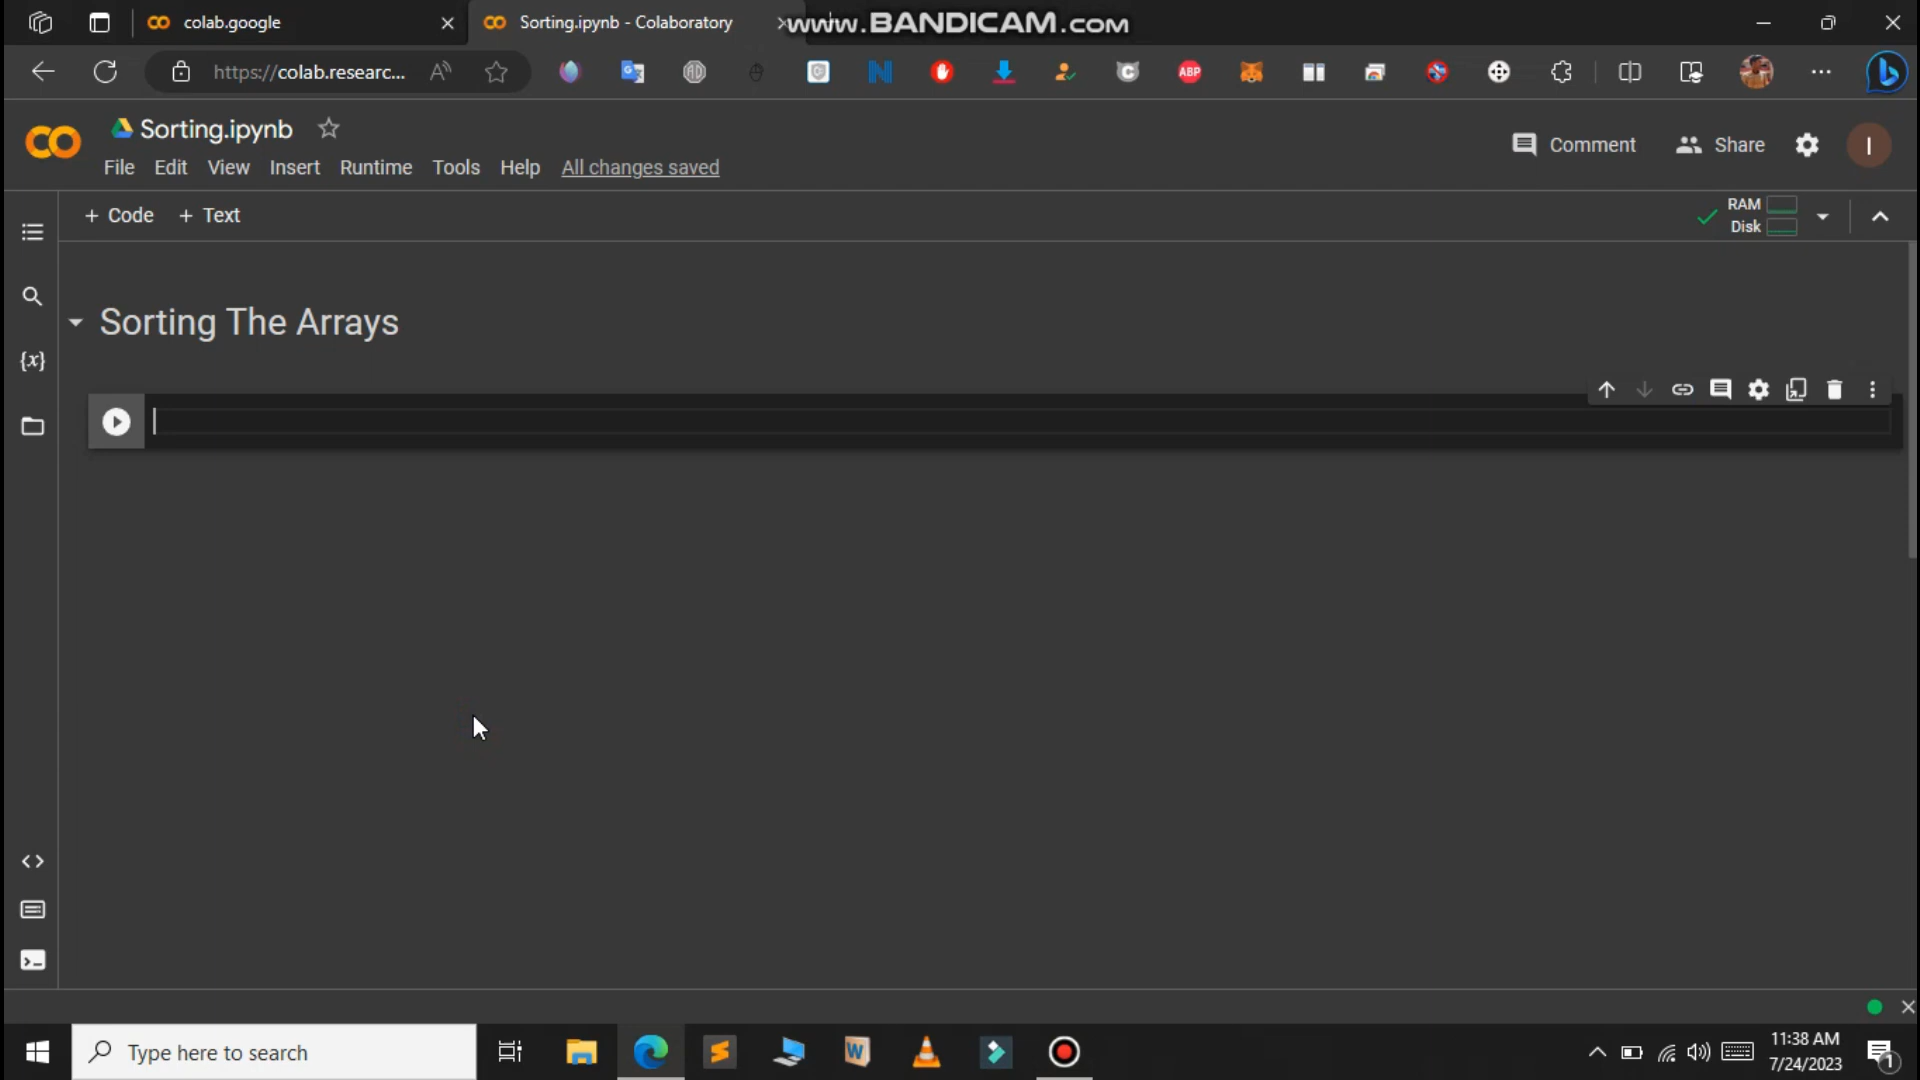 colab.google
Sorting.ipynb - Colaboratory
www.BANDICAM.com
https://colab.researc...
Sorting.ipynb
File Edit View Insert Runtime Tools Help All changes saved
Comment
Share
I
+ Code + Text
RAM
Disk
{x}
Sorting The Arrays
Type here to search
11:38 AM
7/24/2023
1